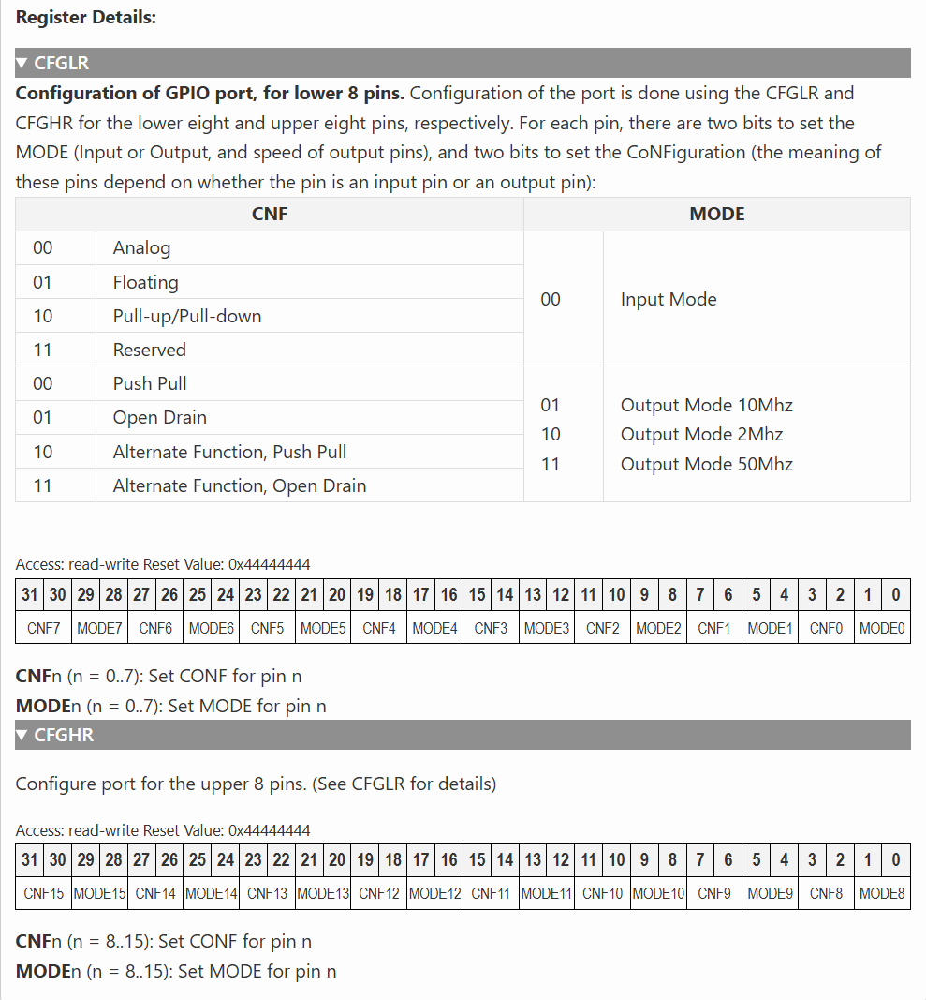 Register Details:
▼ CFGLR
Configuration of GPIO port, for lower 8 pins. Configuration of the port is done using the CFGLR and
CFGHR for the lower eight and upper eight pins, respectively. For each pin, there are two bits to set the
MODE (Input or Output, and speed of output pins), and two bits to set the CoNFiguration (the meaning of
these pins depend on whether the pin is an input pin or an output pin):
CNF MODE
00 Analog
01 Floating
00 Input Mode
10 Pull-up/Pull-down
11 Reserved
00 Push Pull
01 Open Drain
10 Alternate Function, Push Pull
11 Alternate Function, Open Drain
01 Output Mode 10Mhz
10 Output Mode 2Mhz
11 Output Mode 50Mhz
Access: read-write Reset Value: 0x44444444
31 30 29 28 27 26 25 24 23 22 21 20 19 18 17 16 15 14 13 12 11 10 9 8 7 6 5 4 3 2 1 0
CNF7 MODE7 CNF6 MODE6 CNF5 MODE5 CNF4 MODE4 CNF3 MODE3 CNF2 MODE2 CNF1 MODE1 CNF0 MODE0
CNFn (n = 0..7): Set CONF for pin n
MODEn (n = 0..7): Set MODE for pin n
▼ CFGHR
Configure port for the upper 8 pins. (See CFGLR for details)
Access: read-write Reset Value: 0x44444444
31 30 29 28 27 26 25 24 23 22 21 20 19 18 17 16 15 14 13 12 11 10 9 8 7 6 5 4 3 2 1 0
CNF15 MODE15 CNF14 MODE14 CNF13 MODE13 CNF12 MODE12 CNF11 MODE11 CNF10 MODE10 CNF9 MODE9 CNF8 MODE8
CNFn (n = 8..15): Set CONF for pin n
MODEn (n = 8..15): Set MODE for pin n